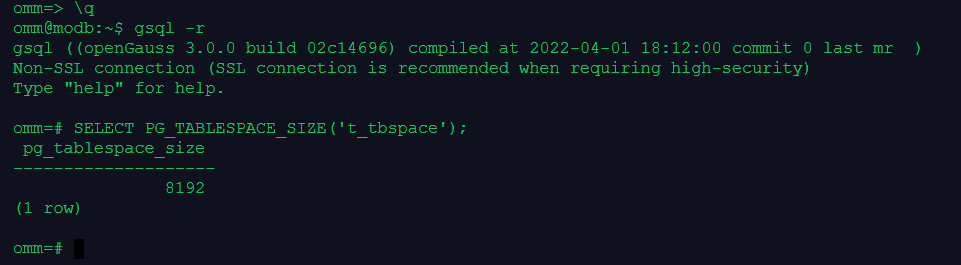 omm=> \q
omm@modb:~$ gsql -r
gsql ((openGauss 3.0.0 build 02c14696) compiled at 2022-04-01 18:12:00 commit 0 last mr  )
Non-SSL connection (SSL connection is recommended when requiring high-security)
Type "help" for help.
omm=# SELECT PG_TABLESPACE_SIZE('t_tbspace');
pg_tablespace_size
--------------------
8192
(1 row)
omm=#